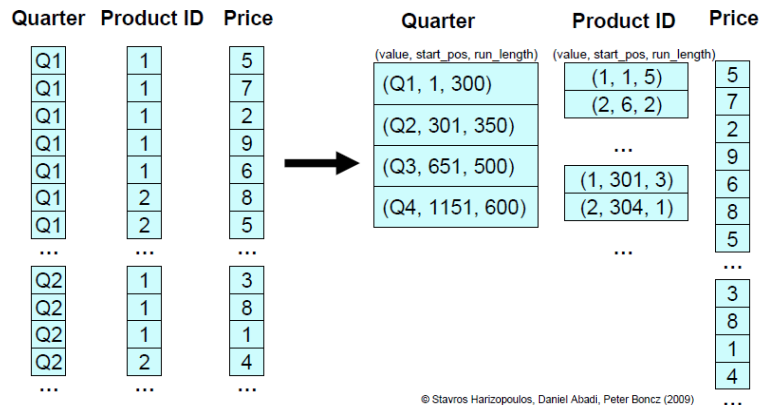 Quarter Product ID Price Quarter Product ID Price
(value, start_pos, run_length) (value, start_pos, run_length)
Q1 1 5 (Q1, 1, 300) (1, 1, 5) 5
Q1 1 7 (2, 6, 2) 7
Q1 1 2 (Q2, 301, 350) ... 2
Q1 1 9 9
Q1 1 6 (Q3, 651, 500) (1, 301, 3) 6
Q1 2 8 (Q4, 1151, 600) (2, 304, 1) 8
Q1 2 5 5
... ... ... ... ...
Q2 1 3 3
Q2 1 8 8
Q2 1 1 1
Q2 2 4 4
... ... ... ...
© Stavros Harizopoulos, Daniel Abadi, Peter Boncz (2009)